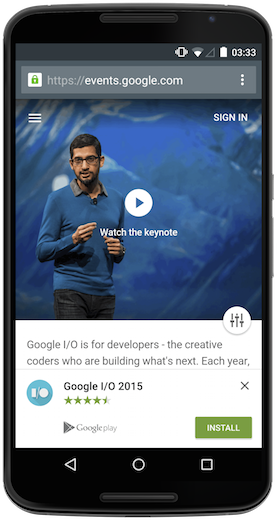 03:33
https://events.google.com
SIGN IN
Watch the keynote
Google I/O is for developers - the creative
coders who are building what's next. Each year,
I/O
Google I/O 2015
Google play
INSTALL